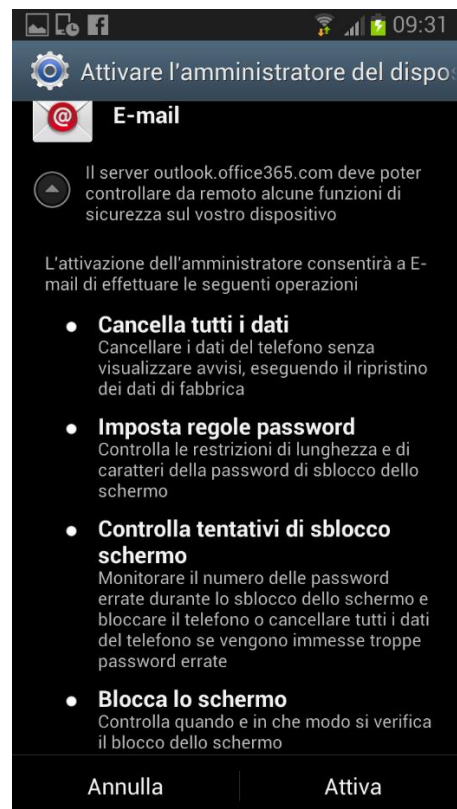 09:31
Attivare l'amministratore del dispo
E-mail
Il server outlook.office365.com deve poter
controllare da remoto alcune funzioni di
sicurezza sul vostro dispositivo
L'attivazione dell'amministratore consentirà a E-
mail di effettuare le seguenti operazioni
Cancella tutti i dati
Cancellare i dati del telefono senza
visualizzare avvisi, eseguendo il ripristino
dei dati di fabbrica
Imposta regole password
Controlla le restrizioni di lunghezza e di
caratteri della password di sblocco dello
schermo
Controlla tentativi di sblocco
schermo
Monitorare il numero delle password
errate durante lo sblocco dello schermo e
bloccare il telefono o cancellare tutti i dati
del telefono se vengono immesse troppe
password errate
Blocca lo schermo
Controlla quando e in che modo si verifica
il blocco dello schermo
Annulla
Attiva